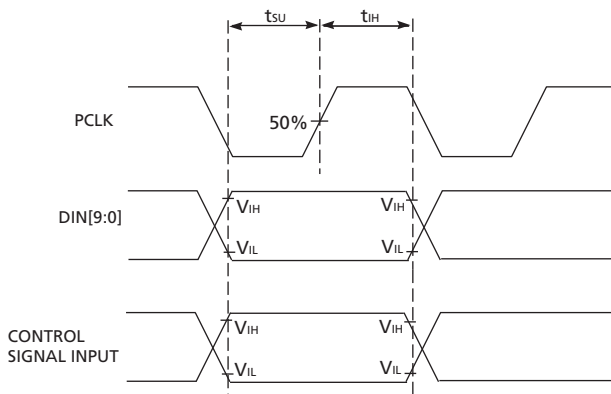 tSU tIH
PCLK
50%
DIN[9:0]
VIH VIH
VIL VIL
CONTROL
SIGNAL INPUT
VIH VIH
VIL VIL